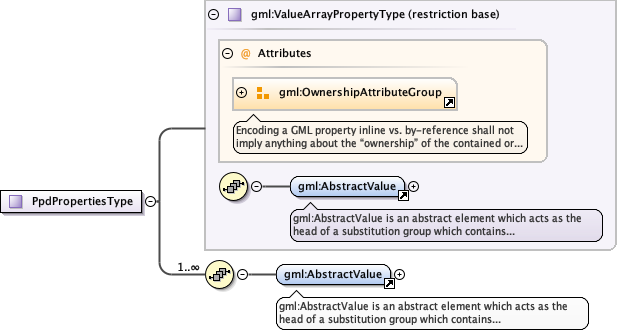 gml:ValueArrayPropertyType (restriction base)
@ Attributes
gml:OwnershipAttributeGroup
Encoding a GML property inline vs. by-reference shall not
imply anything about the “ownership” of the contained or...
gml:AbstractValue
gml:AbstractValue is an abstract element which acts as the
head of a substitution group which contains...
PpdPropertiesType
1..∞
gml:AbstractValue
gml:AbstractValue is an abstract element which acts as the
head of a substitution group which contains...